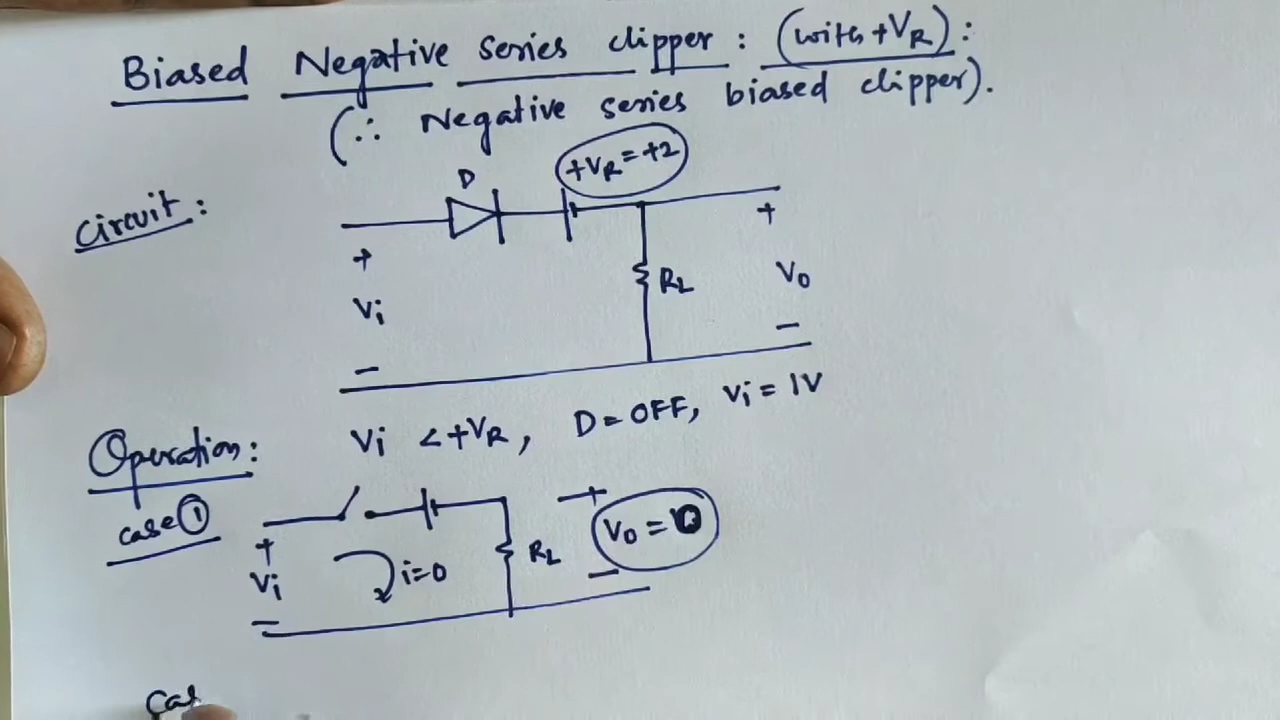 Biased Negative series clipper : (with +VR) :
(∴ Negative series biased clipper).
circuit :
D
+VR = +2
+
Vi
-
RL
+
Vo
-
Operation :
Vi < +VR, D = OFF, Vi = 1V
case ①
+
Vi
-
i=0
RL
+
Vo = 0
-
Cas